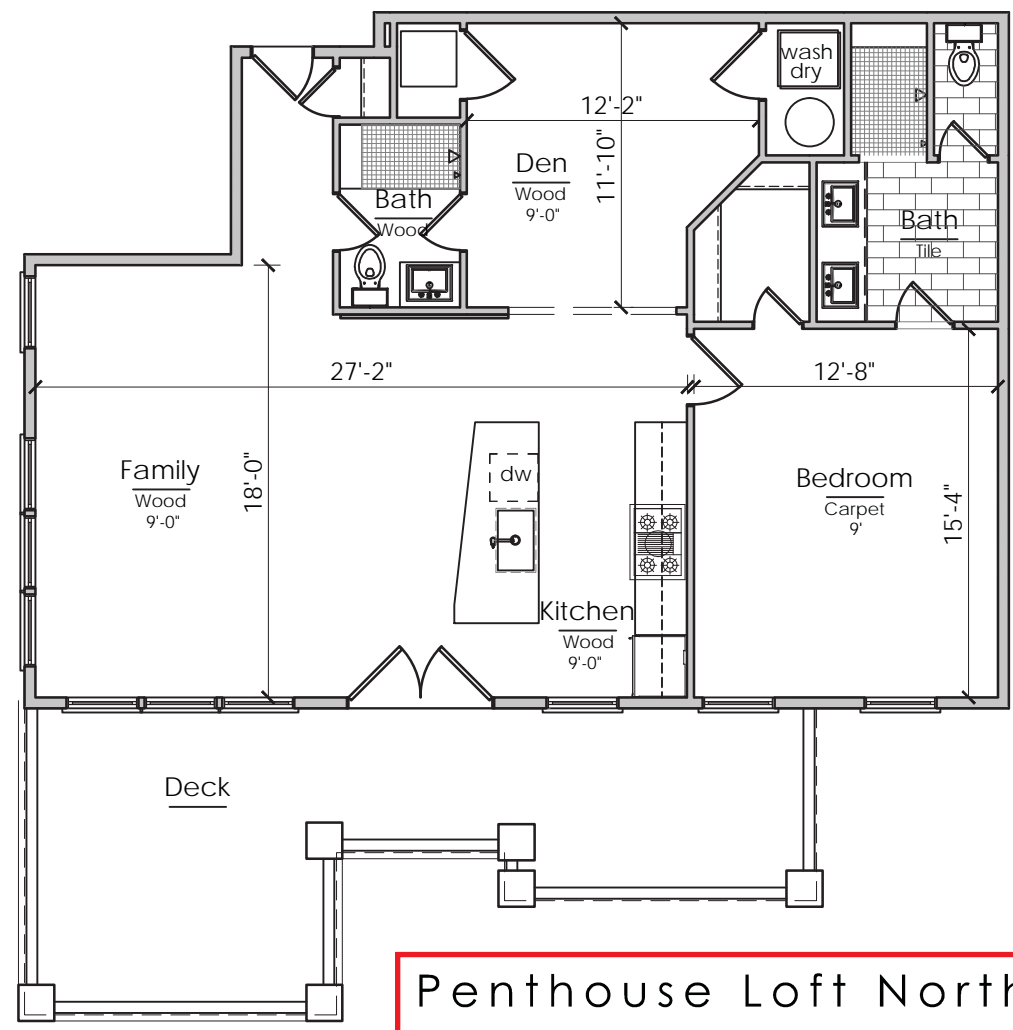 wash
dry
12'-2"
11'-10"
Den
Wood
9'-0"
Bath
Wood
Bath
Tile
27'-2"
12'-8"
Family
Wood
9'-0"
18'-0"
dw
Bedroom
Carpet
9'
15'-4"
Kitchen
Wood
9'-0"
Deck
Penthouse Loft North